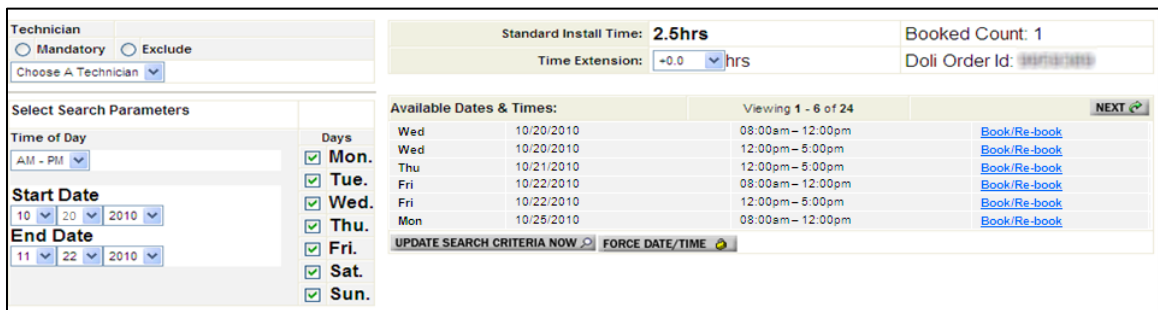 Technician
Mandatory Exclude
Choose A Technician
Select Search Parameters
Time of Day Days
AM - PM
Mon.
Tue.
Start Date
Wed.
10 20 2010
Thu.
End Date
11 22 2010
Fri.
Sat.
Sun.
Standard Install Time: 2.5hrs Booked Count: 1
Time Extension: +0.0 hrs Doli Order Id:
Available Dates & Times: Viewing 1 - 6 of 24 NEXT
Wed 10/20/2010 08:00am – 12:00pm Book/Re-book
Wed 10/20/2010 12:00pm – 5:00pm Book/Re-book
Thu 10/21/2010 12:00pm – 5:00pm Book/Re-book
Fri 10/22/2010 08:00am – 12:00pm Book/Re-book
Fri 10/22/2010 12:00pm – 5:00pm Book/Re-book
Mon 10/25/2010 08:00am – 12:00pm Book/Re-book
UPDATE SEARCH CRITERIA NOW FORCE DATE/TIME